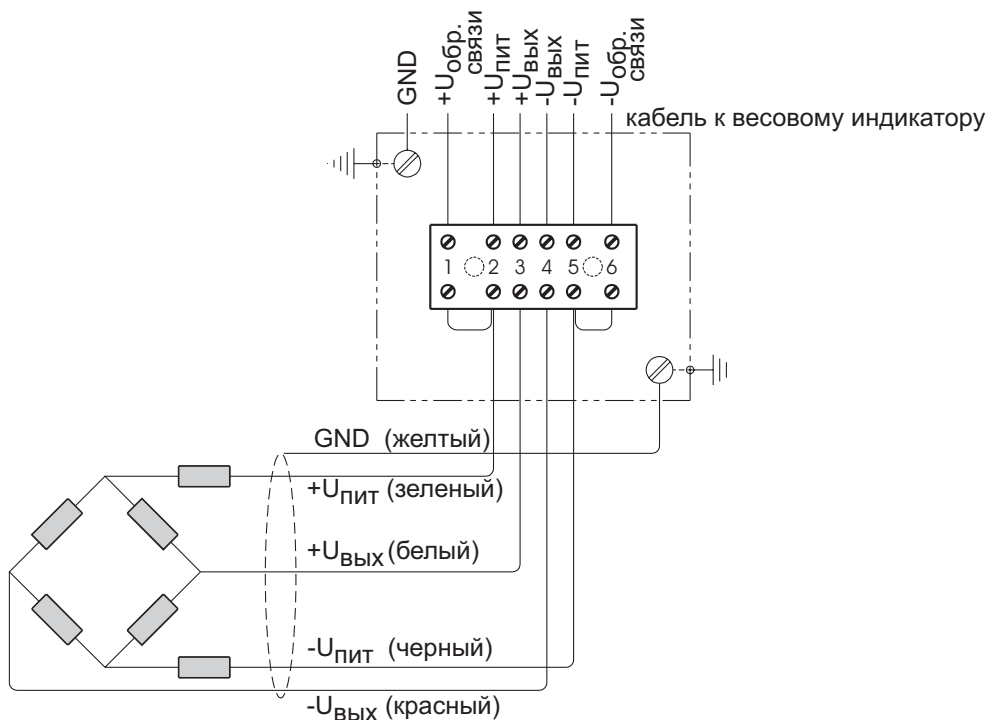 GND
+Uобр. связи
+Uпит
+Uвых
-Uвых
-Uпит
-Uобр. связи
кабель к весовому индикатору
1 2 3 4 5 6
GND (желтый)
+Uпит (зеленый)
+Uвых (белый)
-Uпит (черный)
-Uвых (красный)